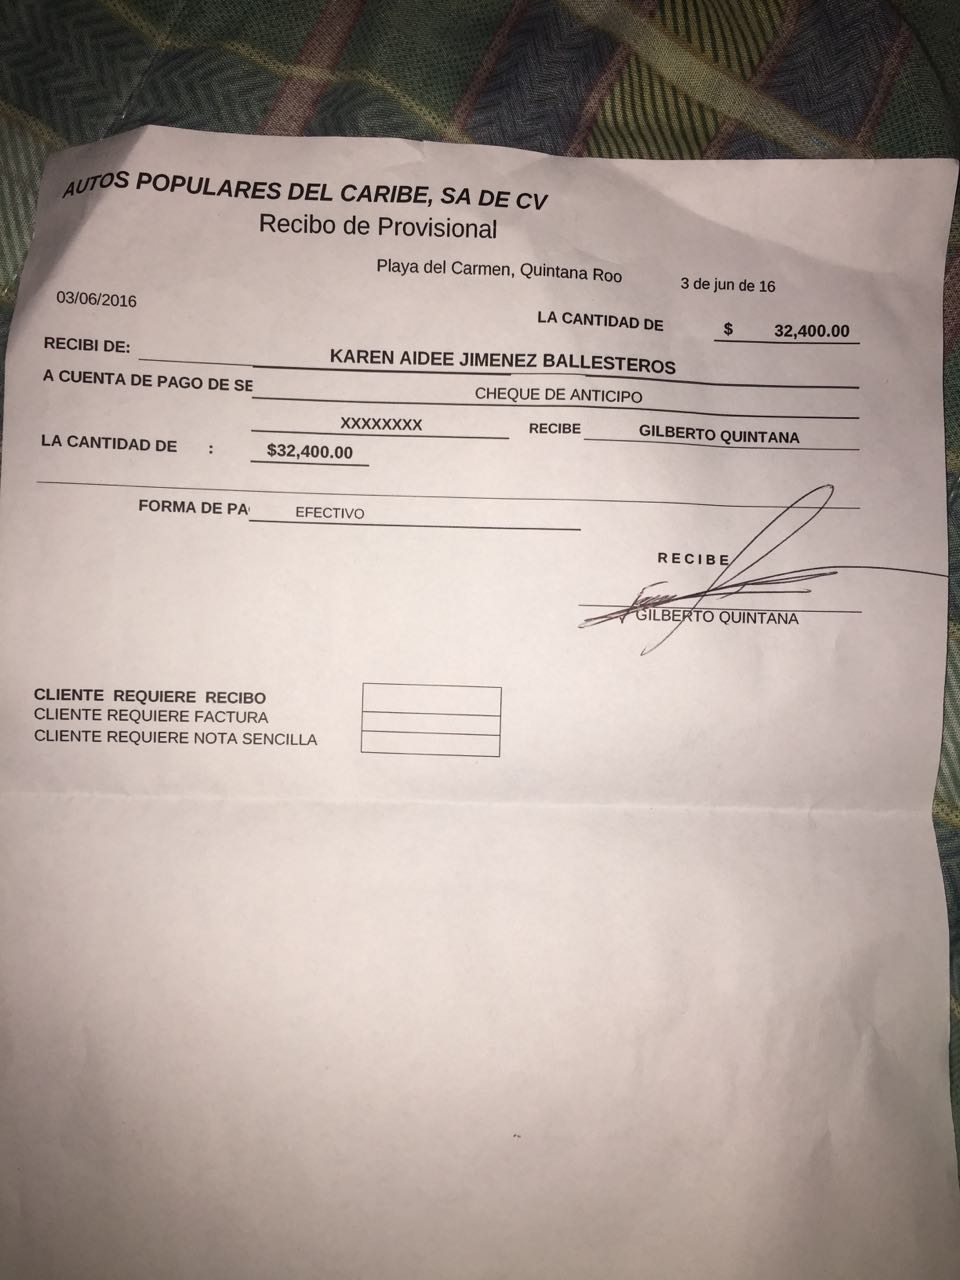 AUTOS POPULARES DEL CARIBE, SA DE CV
Recibo de Provisional
Playa del Carmen, Quintana Roo 3 de jun de 16
03/06/2016
LA CANTIDAD DE $ 32,400.00
RECIBI DE: KAREN AIDEE JIMENEZ BALLESTEROS
A CUENTA DE PAGO DE SE CHEQUE DE ANTICIPO
XXXXXXXX RECIBE GILBERTO QUINTANA
LA CANTIDAD DE : $32,400.00
FORMA DE PA EFECTIVO
RECIBE
GILBERTO QUINTANA
CLIENTE REQUIERE RECIBO
CLIENTE REQUIERE FACTURA
CLIENTE REQUIERE NOTA SENCILLA